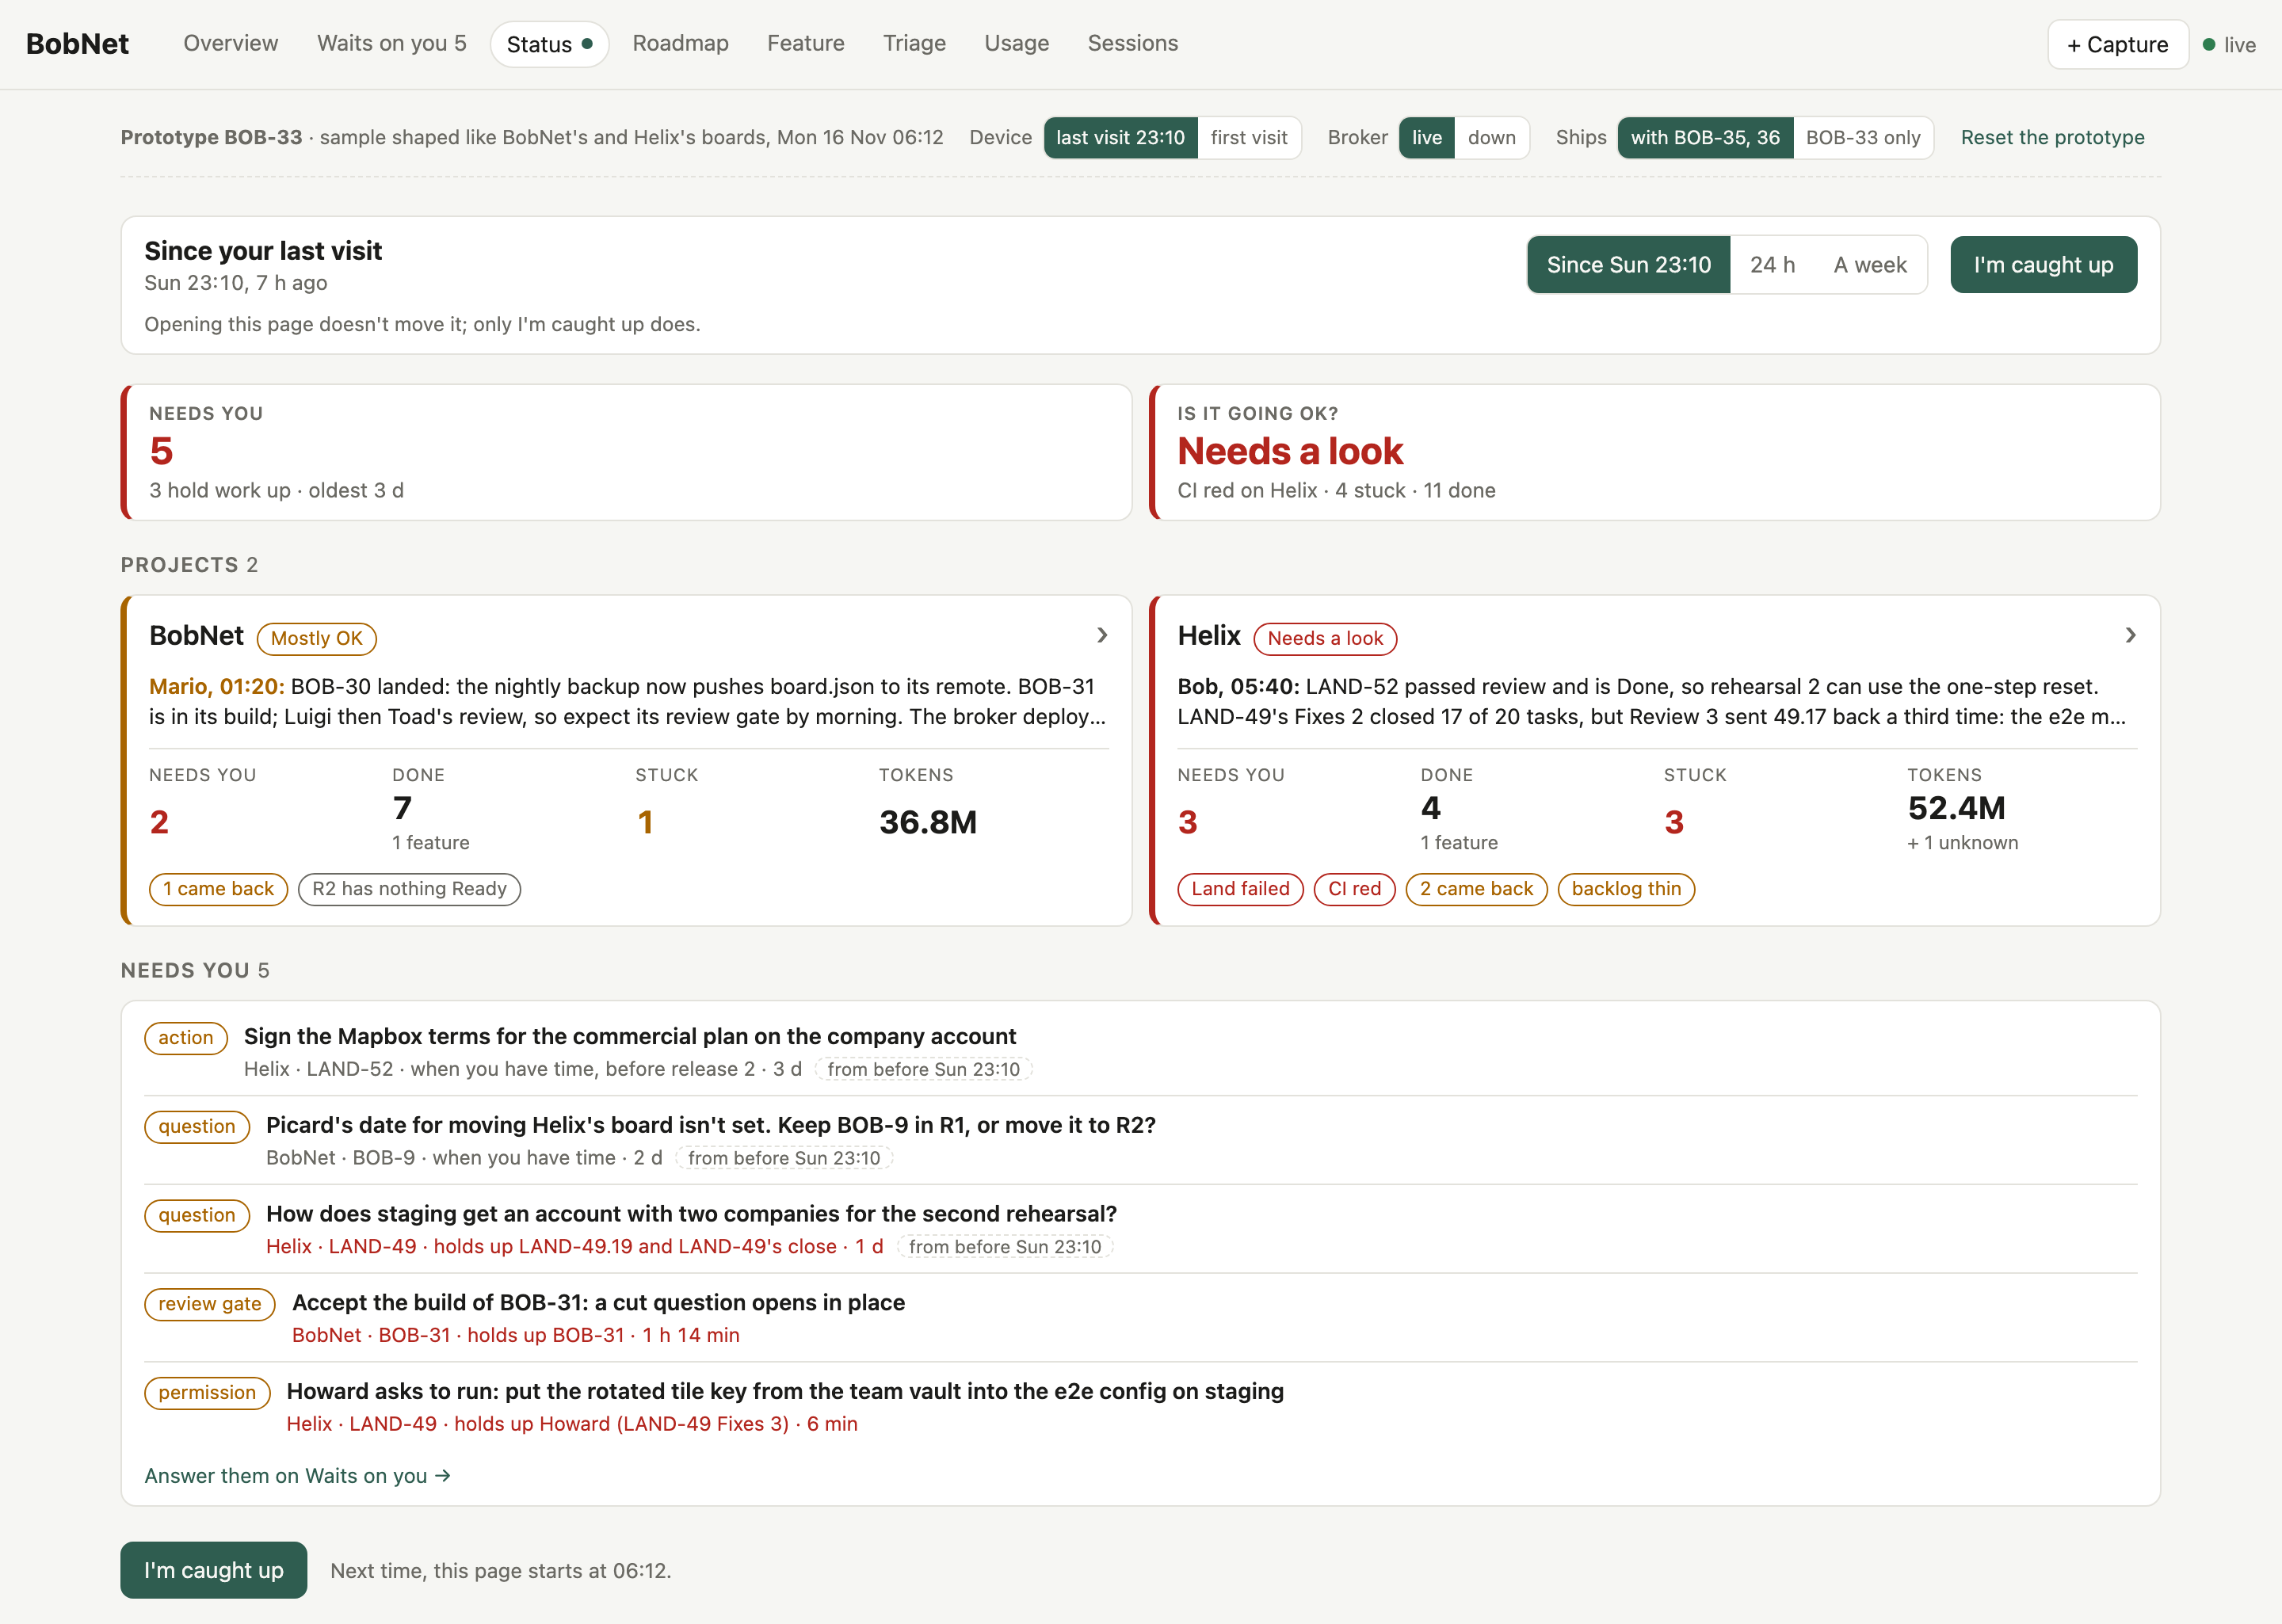 BobNet Overview Waits on you 5 Status Roadmap Feature Triage Usage Sessions + Capture live
Prototype BOB-33 · sample shaped like BobNet's and Helix's boards, Mon 16 Nov 06:12 Device last visit 23:10 first visit Broker live down Ships with BOB-35, 36 BOB-33 only Reset the prototype
Since your last visit
Sun 23:10, 7 h ago
Opening this page doesn't move it; only I'm caught up does.
Since Sun 23:10 24 h A week I'm caught up
NEEDS YOU
5
3 hold work up · oldest 3 d
IS IT GOING OK?
Needs a look
CI red on Helix · 4 stuck · 11 done
PROJECTS 2
BobNet Mostly OK ›
Mario, 01:20: BOB-30 landed: the nightly backup now pushes board.json to its remote. BOB-31
is in its build; Luigi then Toad's review, so expect its review gate by morning. The broker deploy...
NEEDS YOU DONE STUCK TOKENS
2 7 1 36.8M
1 feature
1 came back R2 has nothing Ready
Helix Needs a look ›
Bob, 05:40: LAND-52 passed review and is Done, so rehearsal 2 can use the one-step reset.
LAND-49's Fixes 2 closed 17 of 20 tasks, but Review 3 sent 49.17 back a third time: the e2e m...
NEEDS YOU DONE STUCK TOKENS
3 4 3 52.4M
1 feature + 1 unknown
Land failed CI red 2 came back backlog thin
NEEDS YOU 5
action Sign the Mapbox terms for the commercial plan on the company account
Helix · LAND-52 · when you have time, before release 2 · 3 d from before Sun 23:10
question Picard's date for moving Helix's board isn't set. Keep BOB-9 in R1, or move it to R2?
BobNet · BOB-9 · when you have time · 2 d from before Sun 23:10
question How does staging get an account with two companies for the second rehearsal?
Helix · LAND-49 · holds up LAND-49.19 and LAND-49's close · 1 d from before Sun 23:10
review gate Accept the build of BOB-31: a cut question opens in place
BobNet · BOB-31 · holds up BOB-31 · 1 h 14 min
permission Howard asks to run: put the rotated tile key from the team vault into the e2e config on staging
Helix · LAND-49 · holds up Howard (LAND-49 Fixes 3) · 6 min
Answer them on Waits on you →
I'm caught up Next time, this page starts at 06:12.